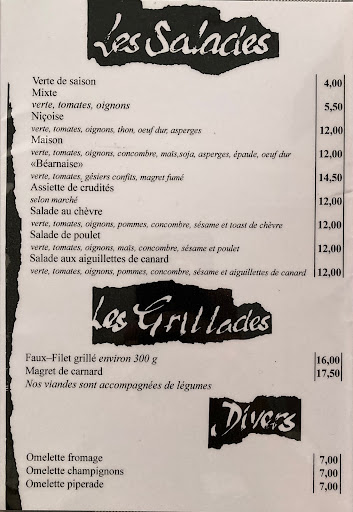 Les Salades
Verte de saison 4,00
Mixte
verte, tomates, oignons 5,50
Niçoise
verte, tomates, oignons, thon, oeuf dur, asperges 12,00
Maison
verte, tomates, oignons, concombre, maïs,soja, asperges, épaule, oeuf dur 12,00
«Béarnaise»
verte, tomates, gésiers confits, magret fumé 14,50
Assiette de crudités
selon marché 12,00
Salade au chèvre
verte, tomates, oignons, pommes, concombre, sésame et toast de chèvre 12,00
Salade de poulet
verte, tomates, oignons, maïs, concombre, sésame et poulet 12,00
Salade aux aiguillettes de canard
verte, tomates, oignons, pommes, concombre, sésame et aiguillettes de canard 12,00
Les Grillades
Faux–Filet grillé environ 300 g 16,00
Magret de carnard 17,50
Nos viandes sont accompagnées de légumes
Divers
Omelette fromage 7,00
Omelette champignons 7,00
Omelette piperade 7,00